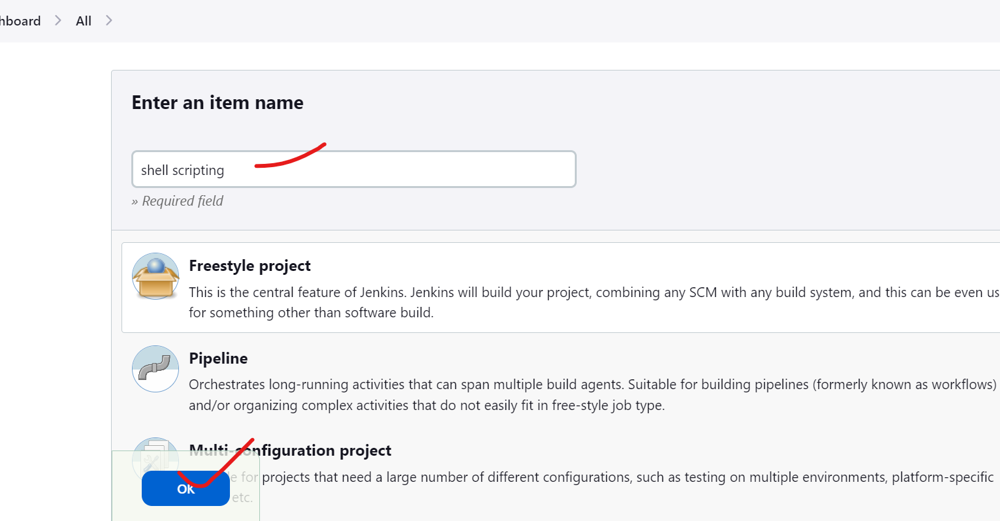 hboard > All >
Enter an item name
shell scripting
» Required field
Freestyle project
This is the central feature of Jenkins. Jenkins will build your project, combining any SCM with any build system, and this can be even us
for something other than software build.
Pipeline
Orchestrates long-running activities that can span multiple build agents. Suitable for building pipelines (formerly known as workflows)
and/or organizing complex activities that do not easily fit in free-style job type.
Multi-configuration project
e for projects that need a large number of different configurations, such as testing on multiple environments, platform-specific
OK
etc.